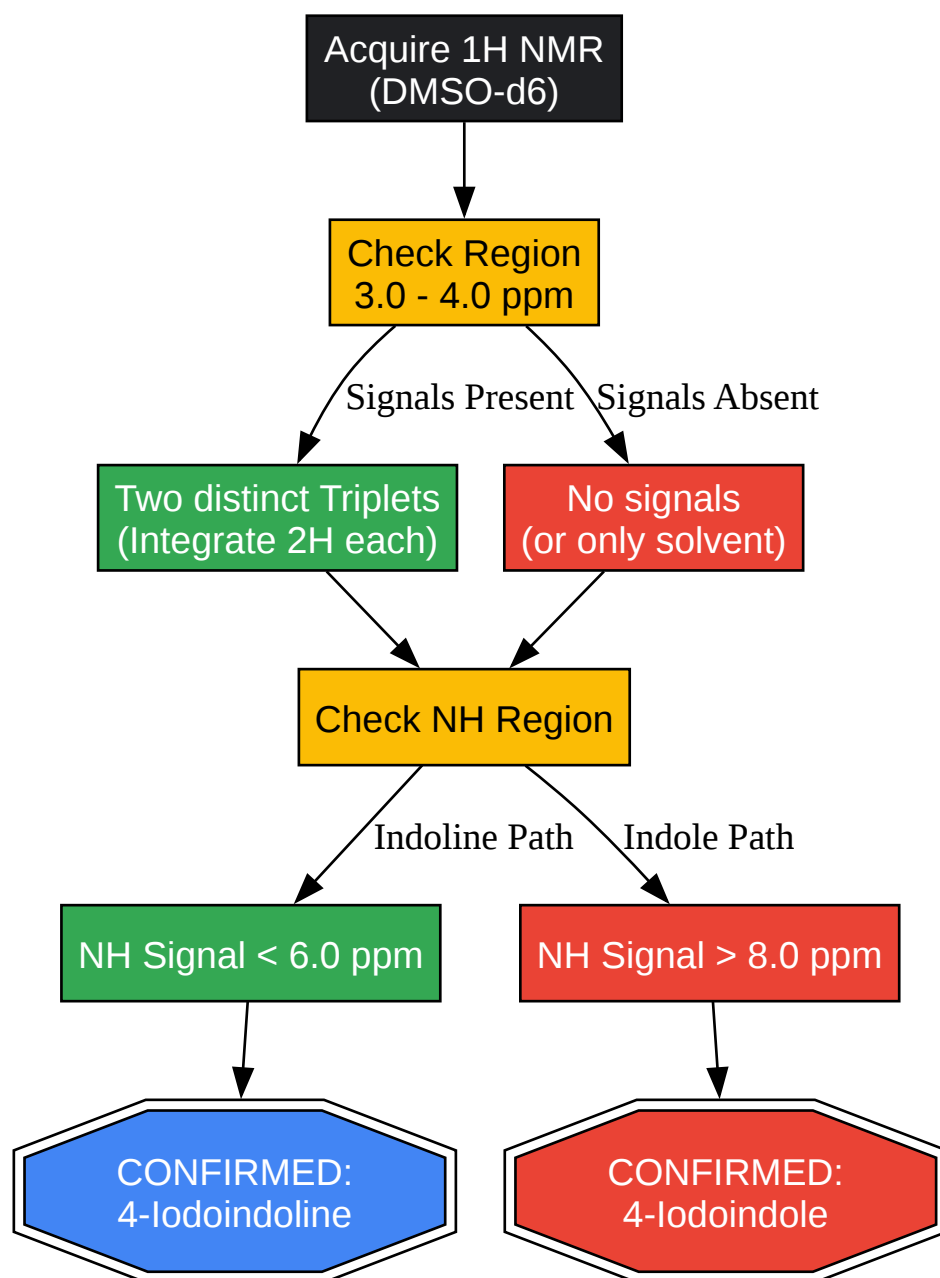 Acquire 1H NMR
(DMSO-d6)
Check Region
3.0 - 4.0 ppm
Signals Present
Signals Absent
Two distinct Triplets
(Integrate 2H each)
No signals
(or only solvent)
Check NH Region
Indoline Path
Indole Path
NH Signal < 6.0 ppm
NH Signal > 8.0 ppm
CONFIRMED:
4-Iodoindoline
CONFIRMED:
4-Iodoindole